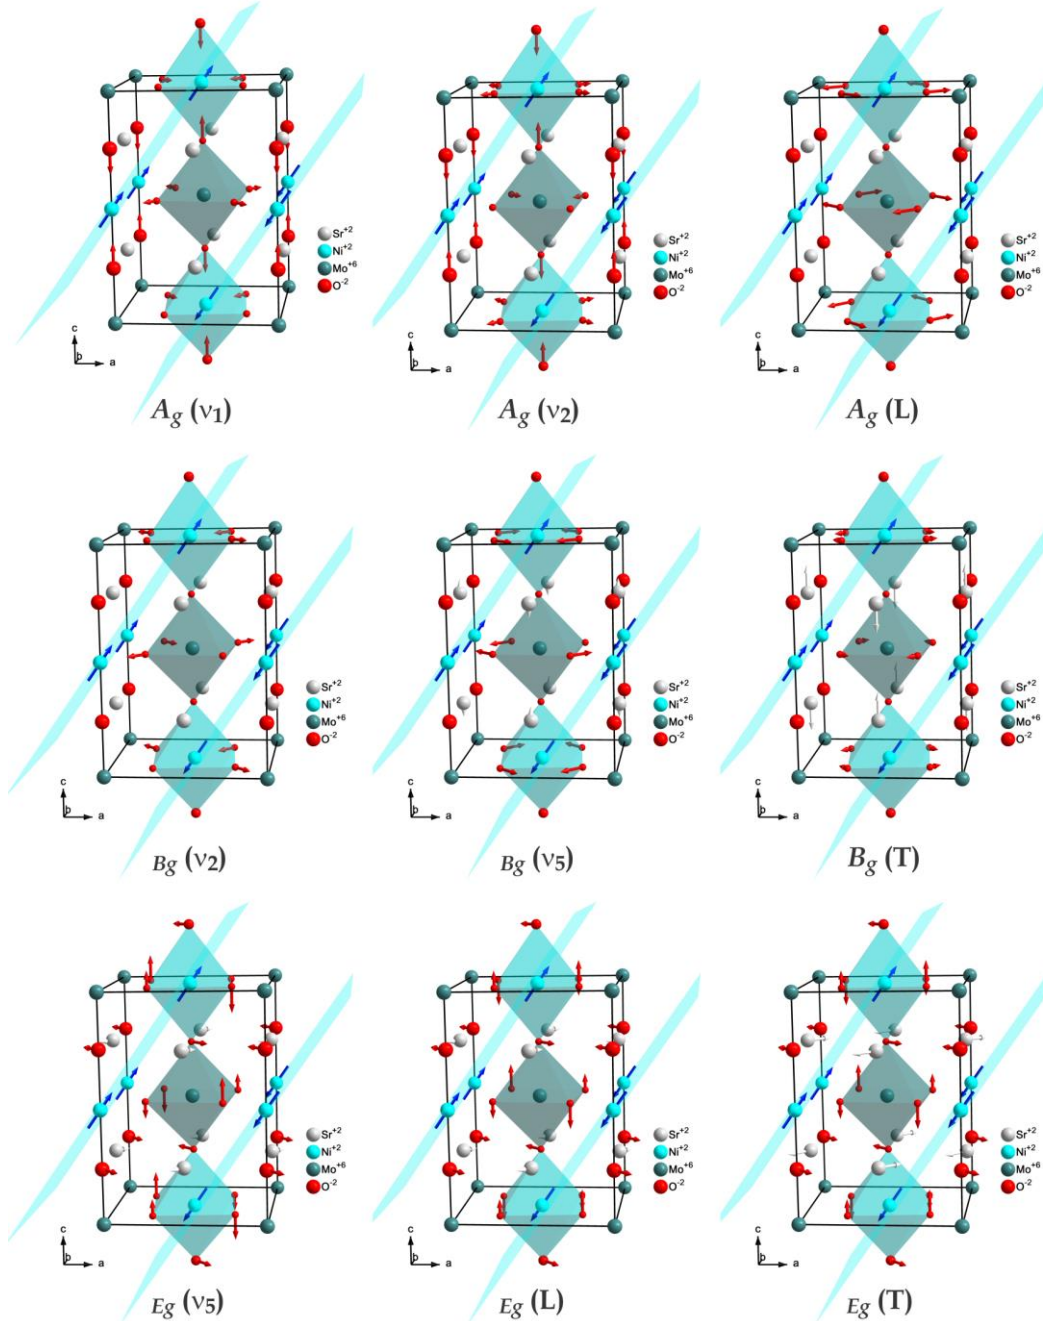 Sr+2
Ni+2
Mo+6
O-2
c
b
a
Ag (ν1)
Sr+2
Ni+2
Mo+6
O-2
c
b
a
Ag (ν2)
Sr+2
Ni+2
Mo+6
O-2
c
b
a
Ag (L)
Sr+2
Ni+2
Mo+6
O-2
c
b
a
Bg (ν2)
Sr+2
Ni+2
Mo+6
O-2
c
b
a
Bg (ν5)
Sr+2
Ni+2
Mo+6
O-2
c
b
a
Bg (T)
Sr+2
Ni+2
Mo+6
O-2
c
b
a
Eg (ν5)
Sr+2
Ni+2
Mo+6
O-2
c
b
a
Eg (L)
Sr+2
Ni+2
Mo+6
O-2
c
b
a
Eg (T)